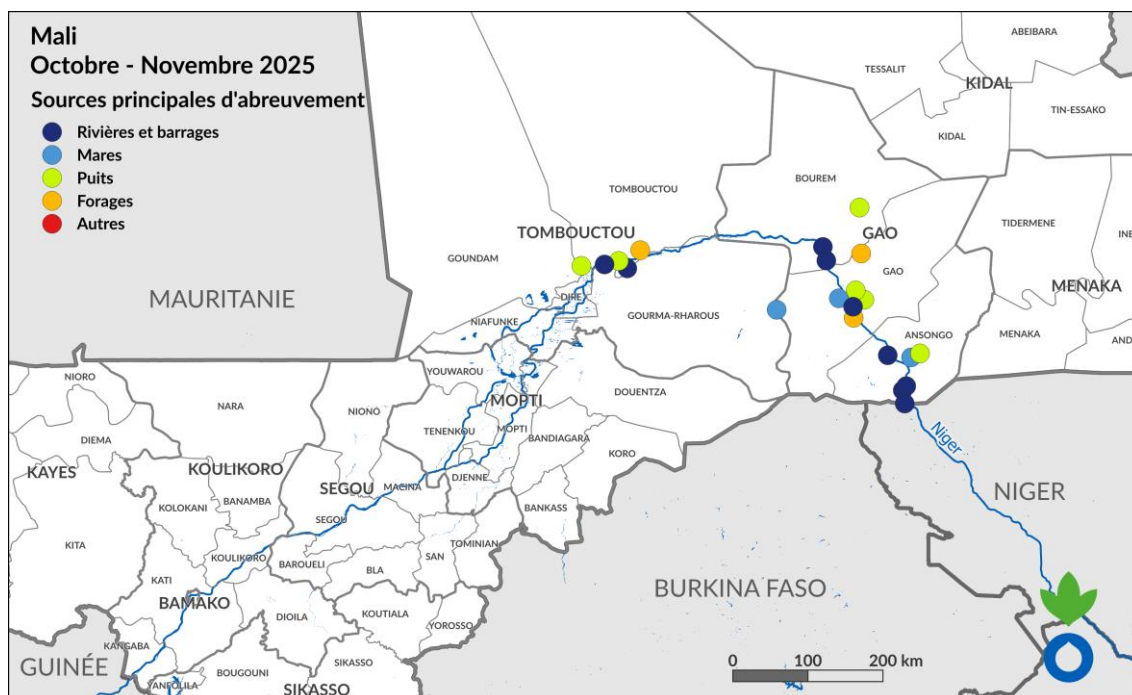 Mali
Octobre - Novembre 2025
Sources principales d'abreuvement
Rivières et barrages
Mares
Puits
Forages
Autres
ABEIBARA
TESSALIT
KIDAL
TIN-ESSAKO
KIDAL
BOUREM
TOMBOUCTOU
TIDERMENE
INE
TOMBOUCTOU
GAO
GOUNDAM
GAO
MENAKA
MAURITANIE
DIRE
GOURMA-RHAROUS
NIAFUNKE
ANSONGO
MENAKA
AND
YOUWAROU
NIORO
DOUENTZA
NARA
NIONO
MOPTI
TENENKOU
MOPTI
DIEMA
BANDIAGARA
KORO
Niger
KAYES
KOULIKORO
DJENNE
SEGOU
MACINA
NIGER
BANAMBA
KOLOKANI
BANKASS
SEGOU
KITA
TOMINIAN
KOULIKORO
SAN
BAROUELI
BLA
KATI
BURKINA FASO
BAMAKO
DIOILA
KOUTIALA
YOROSSO
KANGABA
GUINÉE
SIKASSO
BOUGOUNI
YANFOLILA
SIKASSO
0 100 200 km